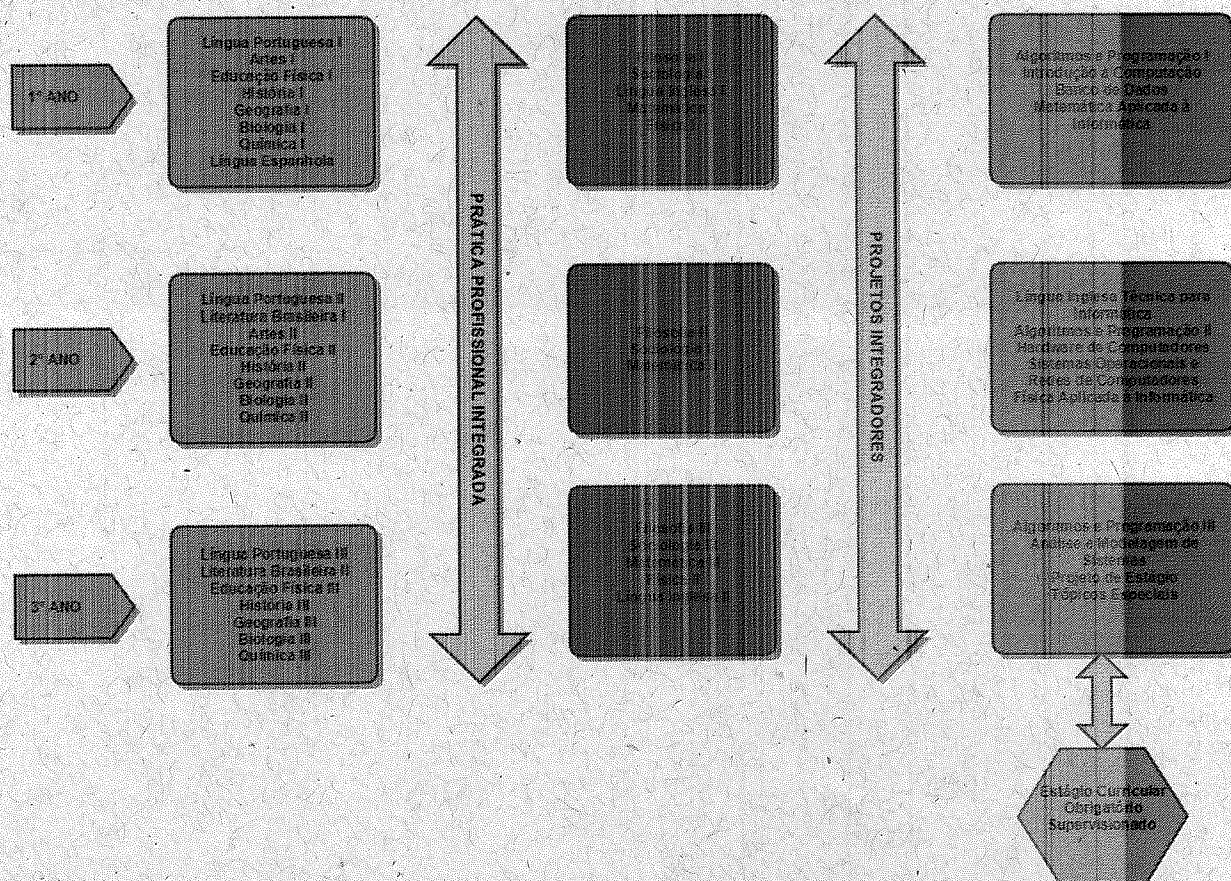 1º ANO
Língua Portuguesa I
Artes I
Educação Física I
História I
Geografia I
Biologia I
Química I
Língua Espanhola
PRÁTICA PROFISSIONAL INTEGRADA
Sociologia
PROJETOS INTEGRADORES
Algoritmos e Programação I
Introdução à Computação
Banco de Dados
Matemática Aplicada à
Informática
2º ANO
Língua Portuguesa II
Literatura Brasileira I
Artes II
Educação Física II
História II
Geografia II
Biologia II
Química II
Sociologia
Língua Inglesa Técnica para
Informática
Algoritmos e Programação II
Hardware de Computadores
Sistemas Operacionais e
Redes de Computadores
Física Aplicada à Informática
3º ANO
Língua Portuguesa III
Literatura Brasileira II
Educação Física III
História III
Geografia III
Biologia III
Química III
Algoritmos e Programação III
Análise e Modelagem de
Sistemas
Projeto de Estágio
Tópicos Especiais
Estágio Curricular
Obrigatório
Supervisionado